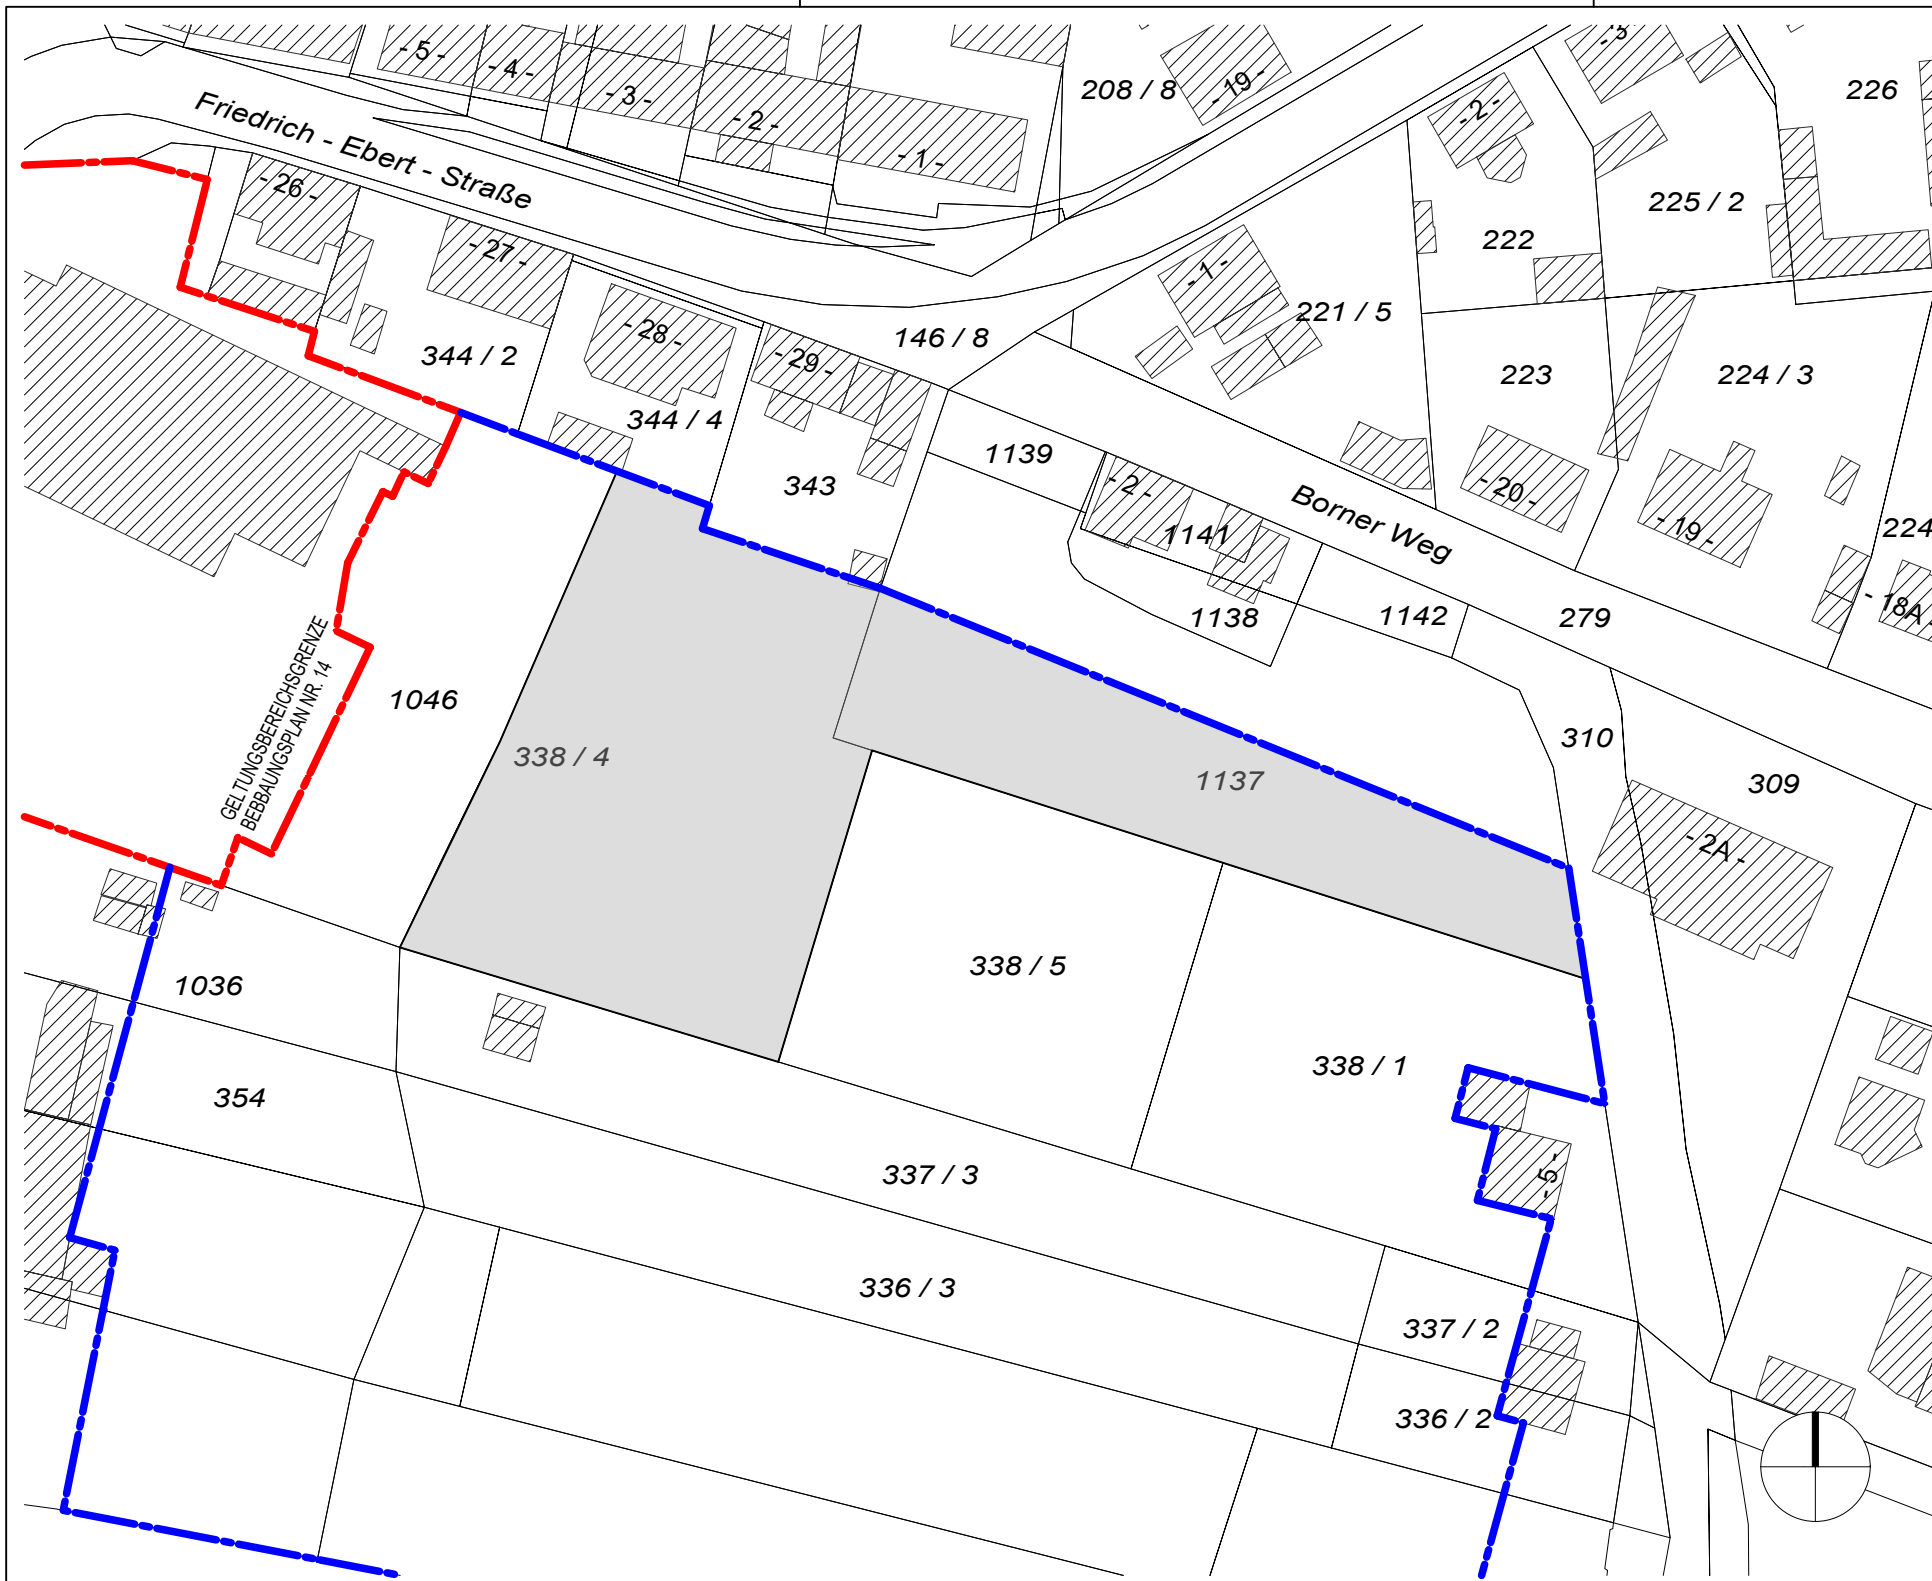 - 5 -
- 4 -
- 3 -
- 2 -
- 1 -
208 / 8
- 19 -
- 2 -
226
Friedrich - Ebert - Straße
- 26 -
- 27 -
- 28 -
- 29 -
225 / 2
222
- 1 -
221 / 5
146 / 8
344 / 2
344 / 4
223
224 / 3
343
1139
- 2 -
1141
Borner Weg
- 20 -
- 19 -
224
- 18A -
1138
1142
279
GELTUNGSBEREICHSGRENZE
BEBBAUNGSPLAN NR. 14
1046
338 / 4
1137
310
309
- 2A -
338 / 5
1036
338 / 1
354
337 / 3
- 5 -
336 / 3
337 / 2
336 / 2